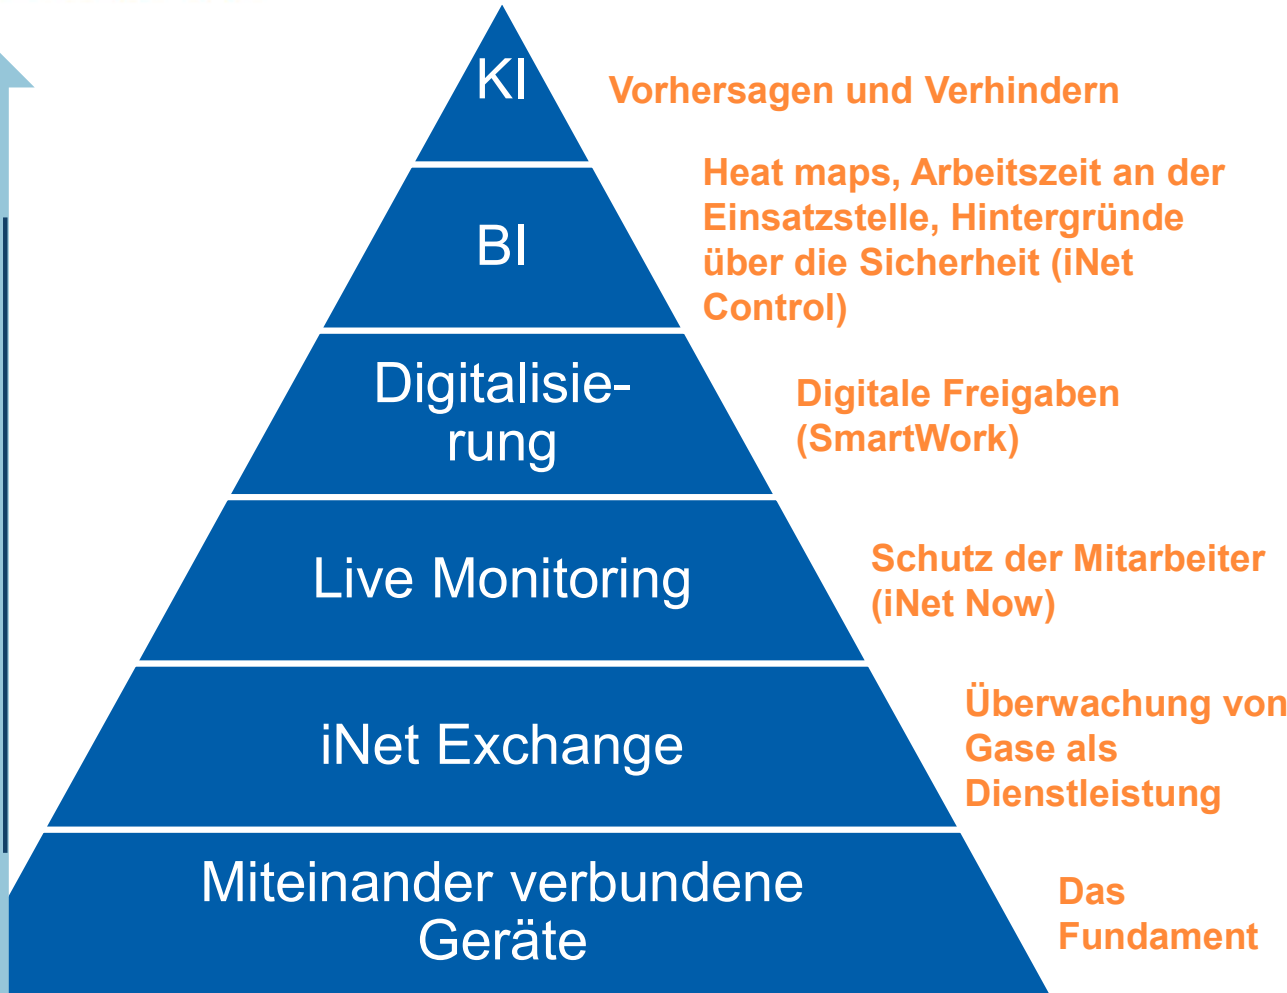 KI
Vorhersagen und Verhindern
BI
Heat maps, Arbeitszeit an der
Einsatzstelle, Hintergründe
über die Sicherheit (iNet
Control)
Digitalisie-
rung
Digitale Freigaben
(SmartWork)
Live Monitoring
Schutz der Mitarbeiter
(iNet Now)
iNet Exchange
Überwachung von
Gase als
Dienstleistung
Miteinander verbundene
Geräte
Das
Fundament